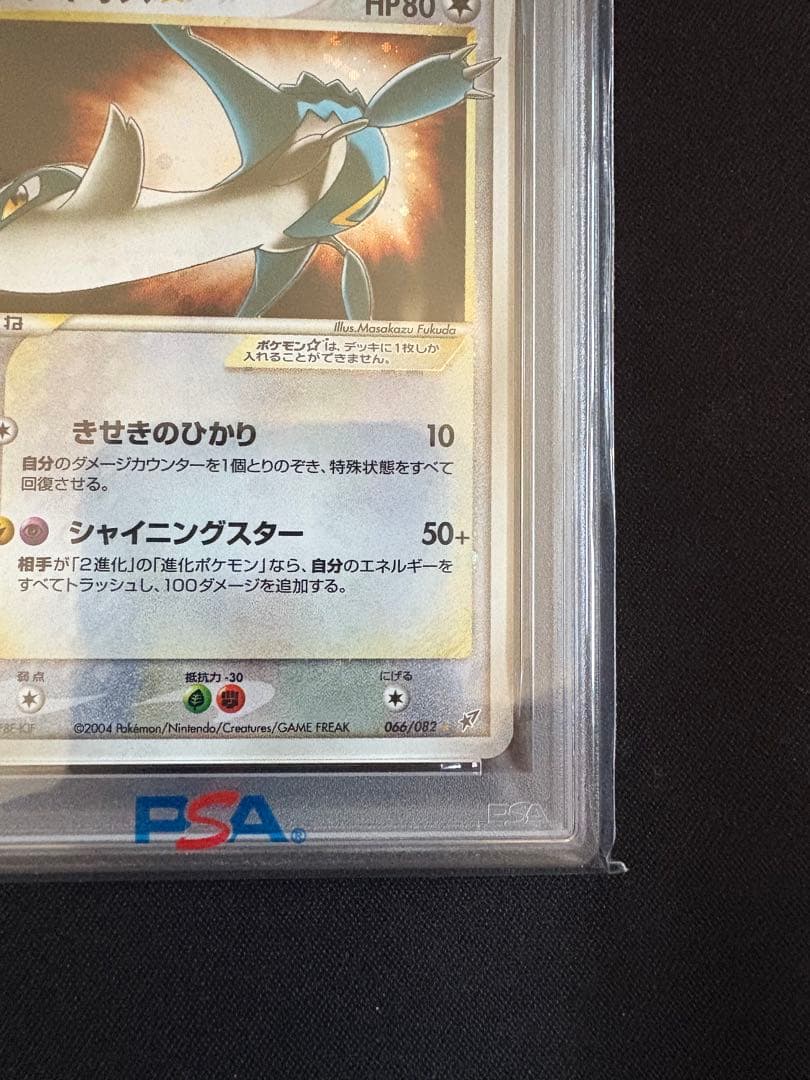 HP80
Illus.Masakazu Fukuda
ポケモン☆は、デッキに1枚しか
入れることができません。
きせきのひかり 10
自分のダメージカウンターを1個とりのぞき、特殊状態をすべて
回復させる。
シャイニングスター 50+
相手が「2進化」の「進化ポケモン」なら、自分のエネルギーを
すべてトラッシュし、100ダメージを追加する。
弱点 抵抗力 -30 にげる
©2004 Pokémon/Nintendo/Creatures/GAME FREAK 066/082
PSA® PSA